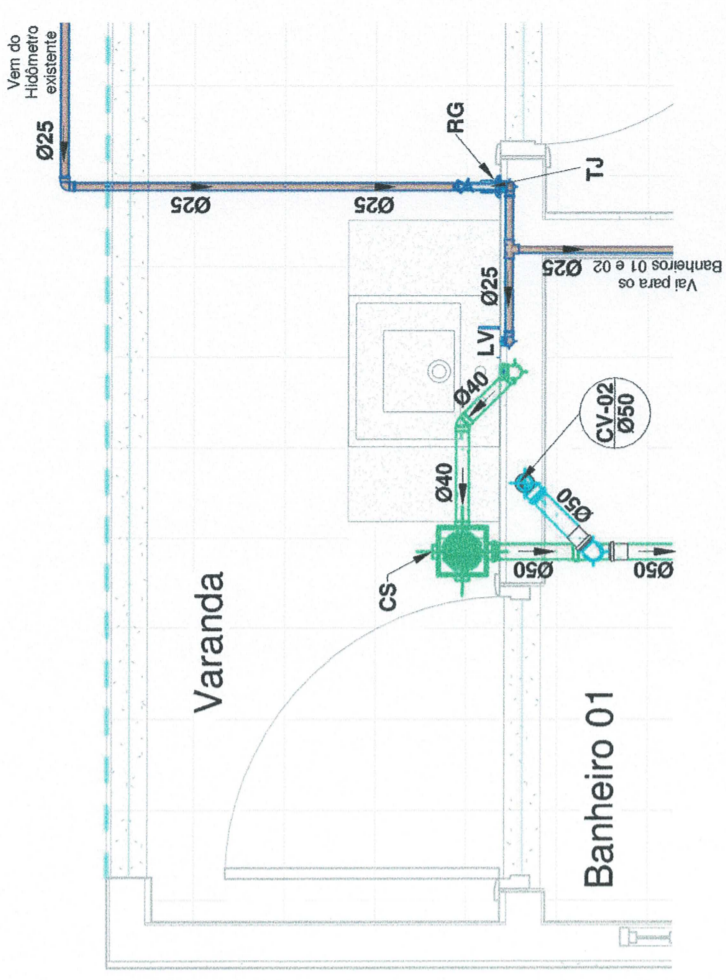 Vem do
Hidômetro
existente
Ø25
Ø25
Ø25
RG
TJ
Ø25
Ø25
Vai para os
Banheiros 01 e 02
LV
Ø40
Ø40
CV-02
Ø50
Ø50
CS
Ø50
Ø50
Varanda
Banheiro 01